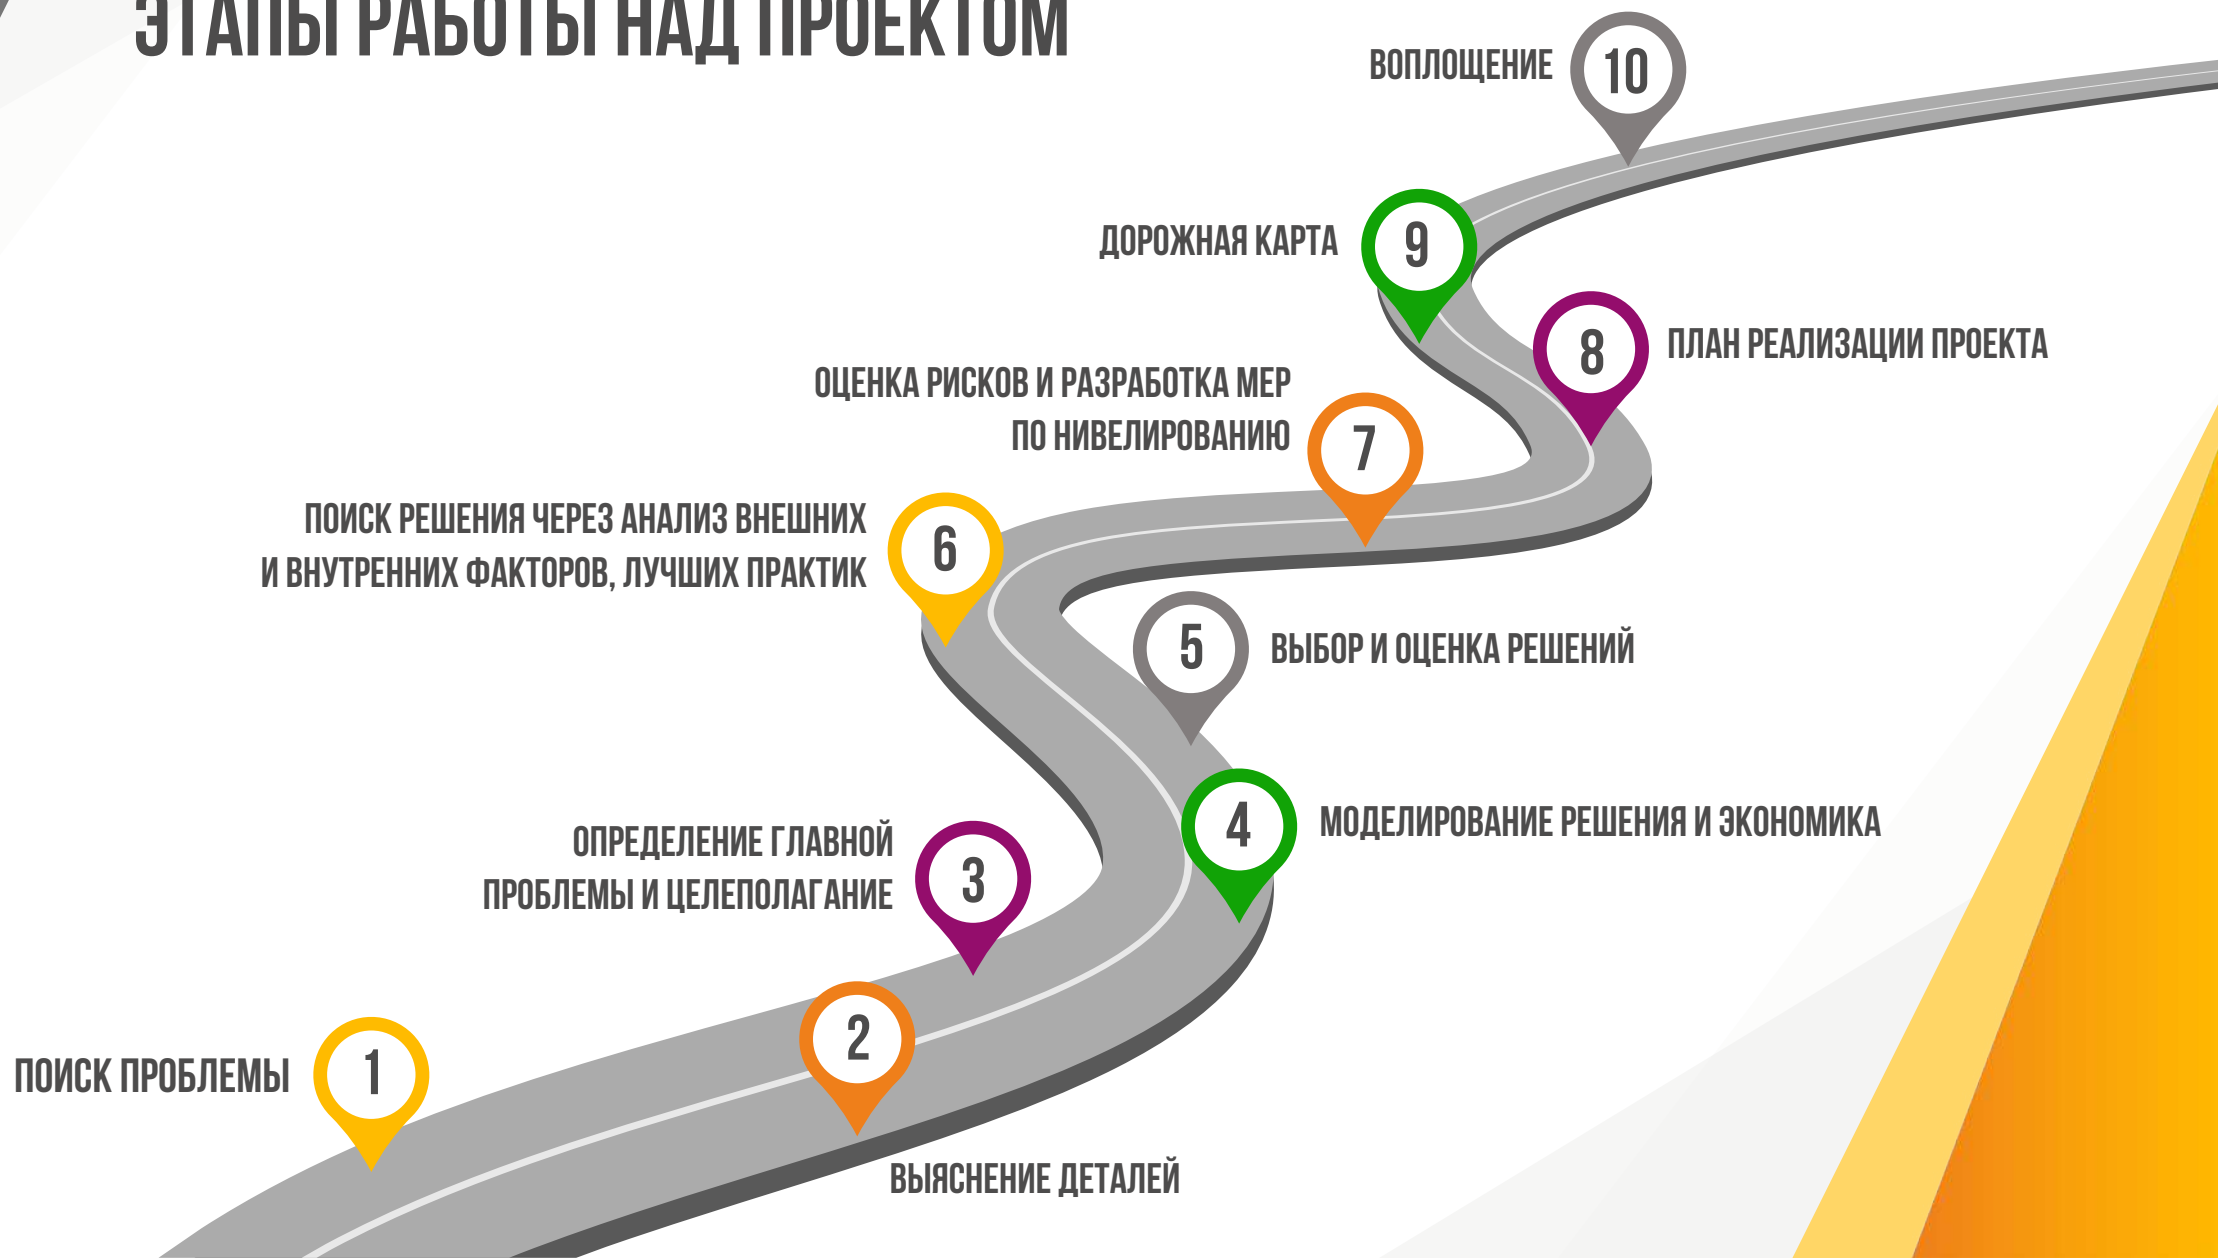 ЭТАПЫ РАБОТЫ НАД ПРОЕКТОМ
ВОПЛОЩЕНИЕ
10
ДОРОЖНАЯ КАРТА
9
8
ПЛАН РЕАЛИЗАЦИИ ПРОЕКТА
ОЦЕНКА РИСКОВ И РАЗРАБОТКА МЕР
ПО НИВЕЛИРОВАНИЮ
7
ПОИСК РЕШЕНИЯ ЧЕРЕЗ АНАЛИЗ ВНЕШНИХ
И ВНУТРЕННИХ ФАКТОРОВ, ЛУЧШИХ ПРАКТИК
6
5
ВЫБОР И ОЦЕНКА РЕШЕНИЙ
4
МОДЕЛИРОВАНИЕ РЕШЕНИЯ И ЭКОНОМИКА
ОПРЕДЕЛЕНИЕ ГЛАВНОЙ
ПРОБЛЕМЫ И ЦЕЛЕПОЛАГАНИЕ
3
2
ВЫЯСНЕНИЕ ДЕТАЛЕЙ
ПОИСК ПРОБЛЕМЫ
1